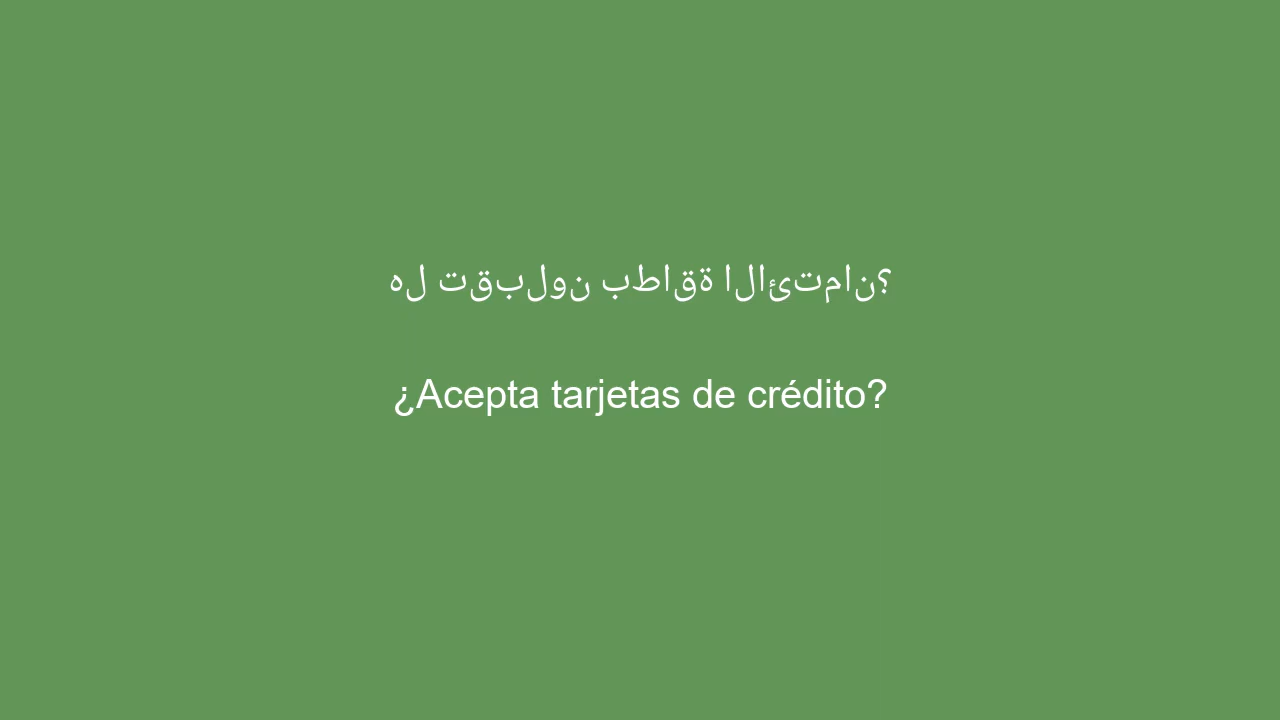 هل تقبلون بطاقة الائتمان؟
¿Acepta tarjetas de crédito?